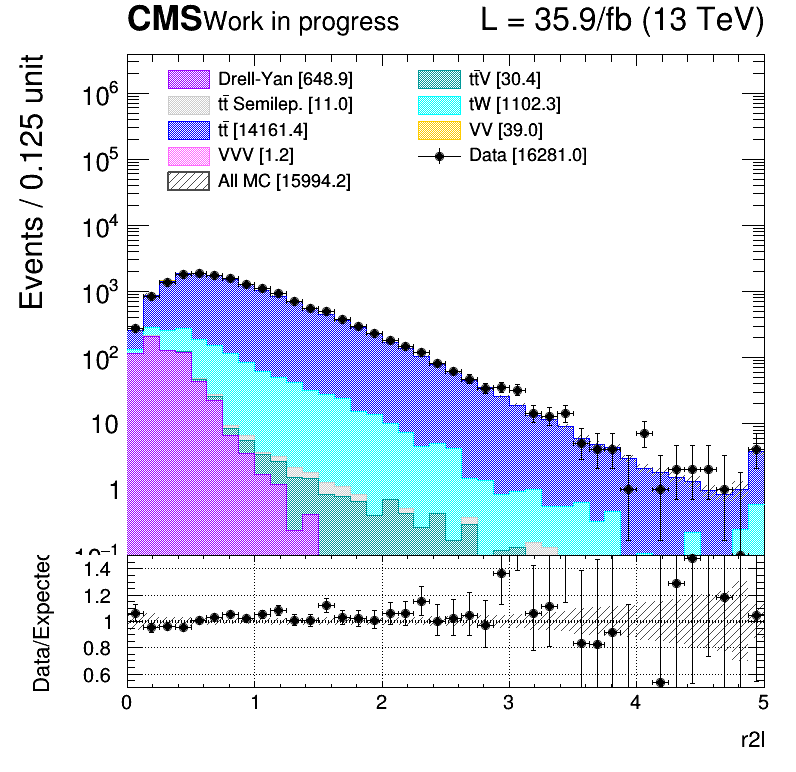 CMS Work in progress L = 35.9/fb (13 TeV)
Events / 0.125 unit
Drell-Yan [648.9]
tt̄ Semilep. [11.0]
tt̄ [14161.4]
VVV [1.2]
All MC [15994.2]
tt̄V [30.4]
tW [1102.3]
VV [39.0]
Data [16281.0]
10⁶
10⁵
10⁴
10³
10²
10
1
10⁻¹
Data/Expected
1.4
1.2
1
0.8
0.6
0 1 2 3 4 5
r2l